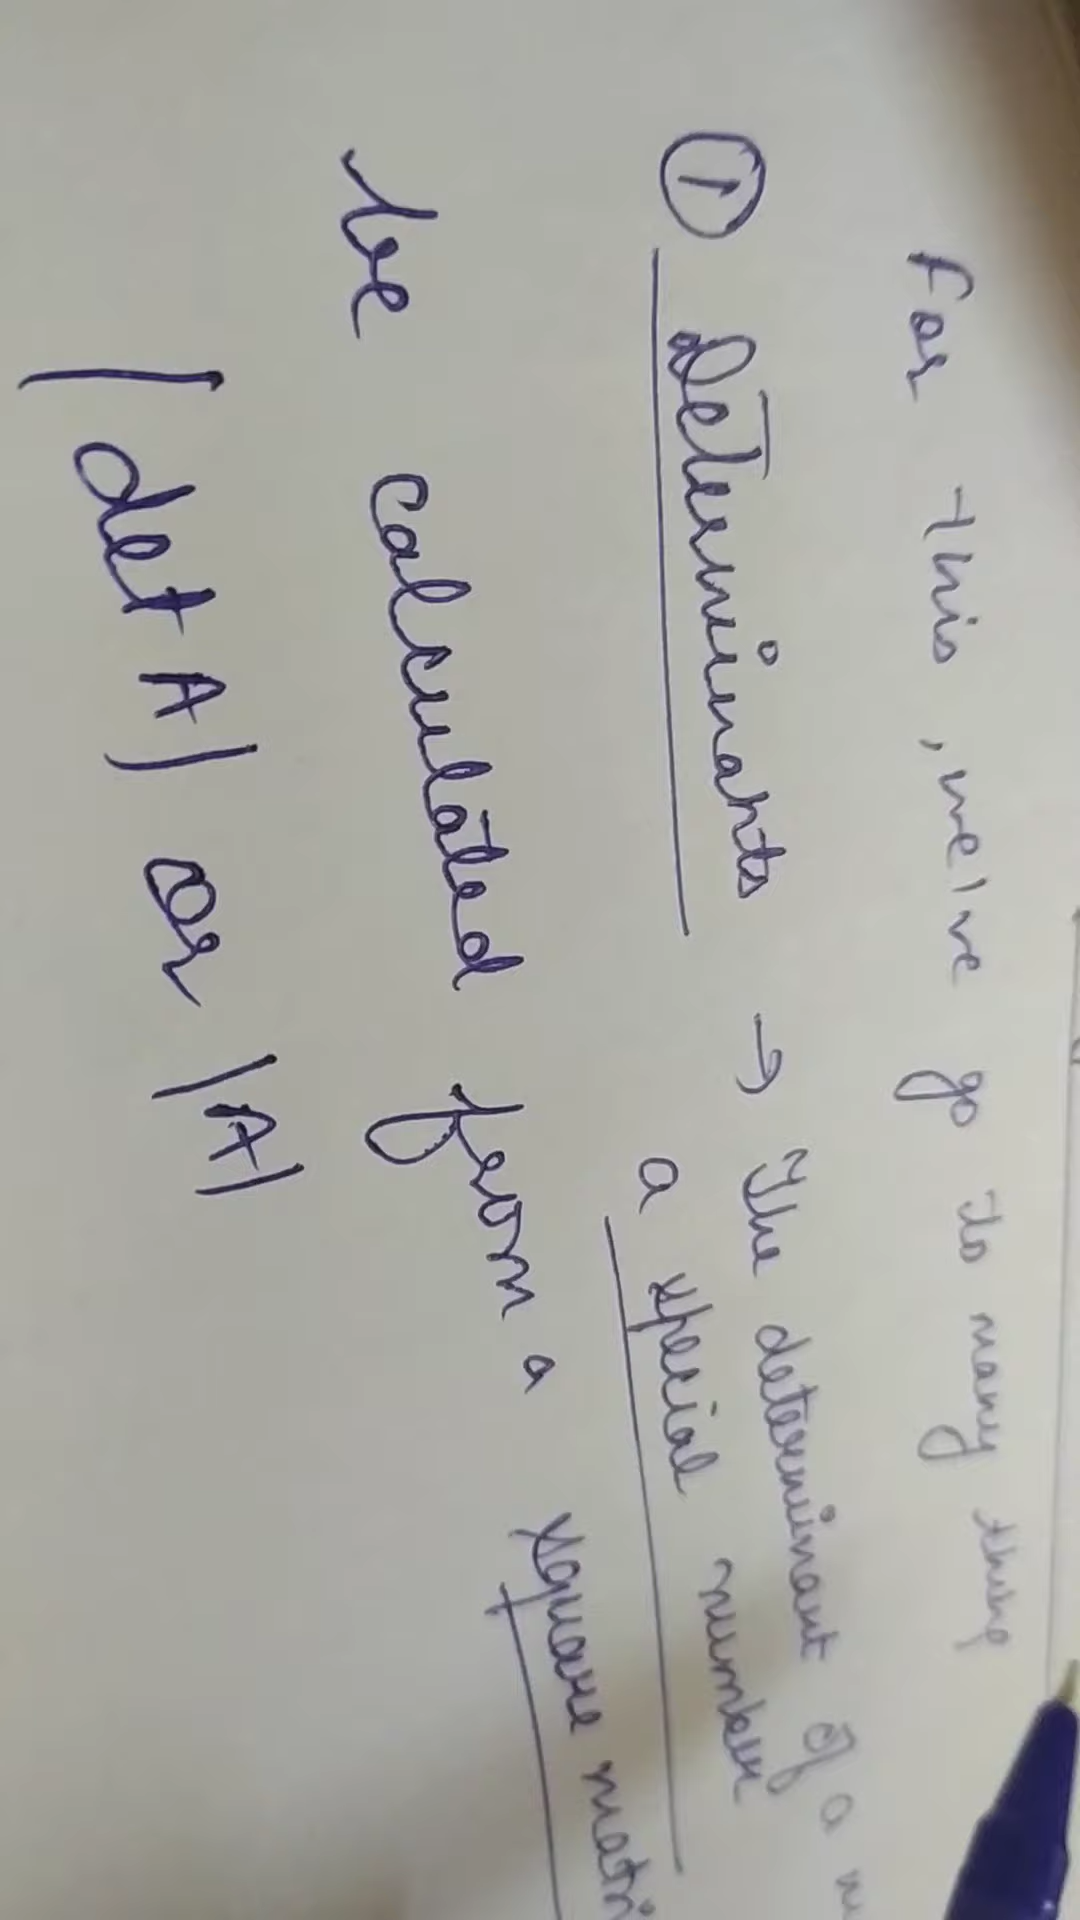 For this, we've go to many things
① Determinants → The determinant of a
a special number
be calculated from a square matri
|det A| or |A|